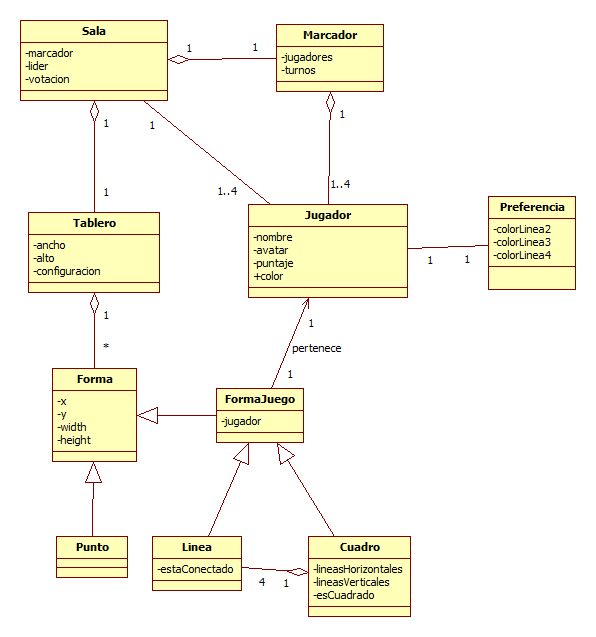 Sala
-marcador
-lider
-votacion
Marcador
-jugadores
-turnos
1
1
1
1
1
1..4
1
1..4
Tablero
-ancho
-alto
-configuracion
Jugador
-nombre
-avatar
-puntaje
+color
Preferencia
-colorLinea2
-colorLinea3
-colorLinea4
1
1
1
*
1
pertenece
1
Forma
-x
-y
-width
-height
FormaJuego
-jugador
Punto
Linea
-estaConectado
Cuadro
-lineasHorizontales
-lineasVerticales
-esCuadrado
4
1